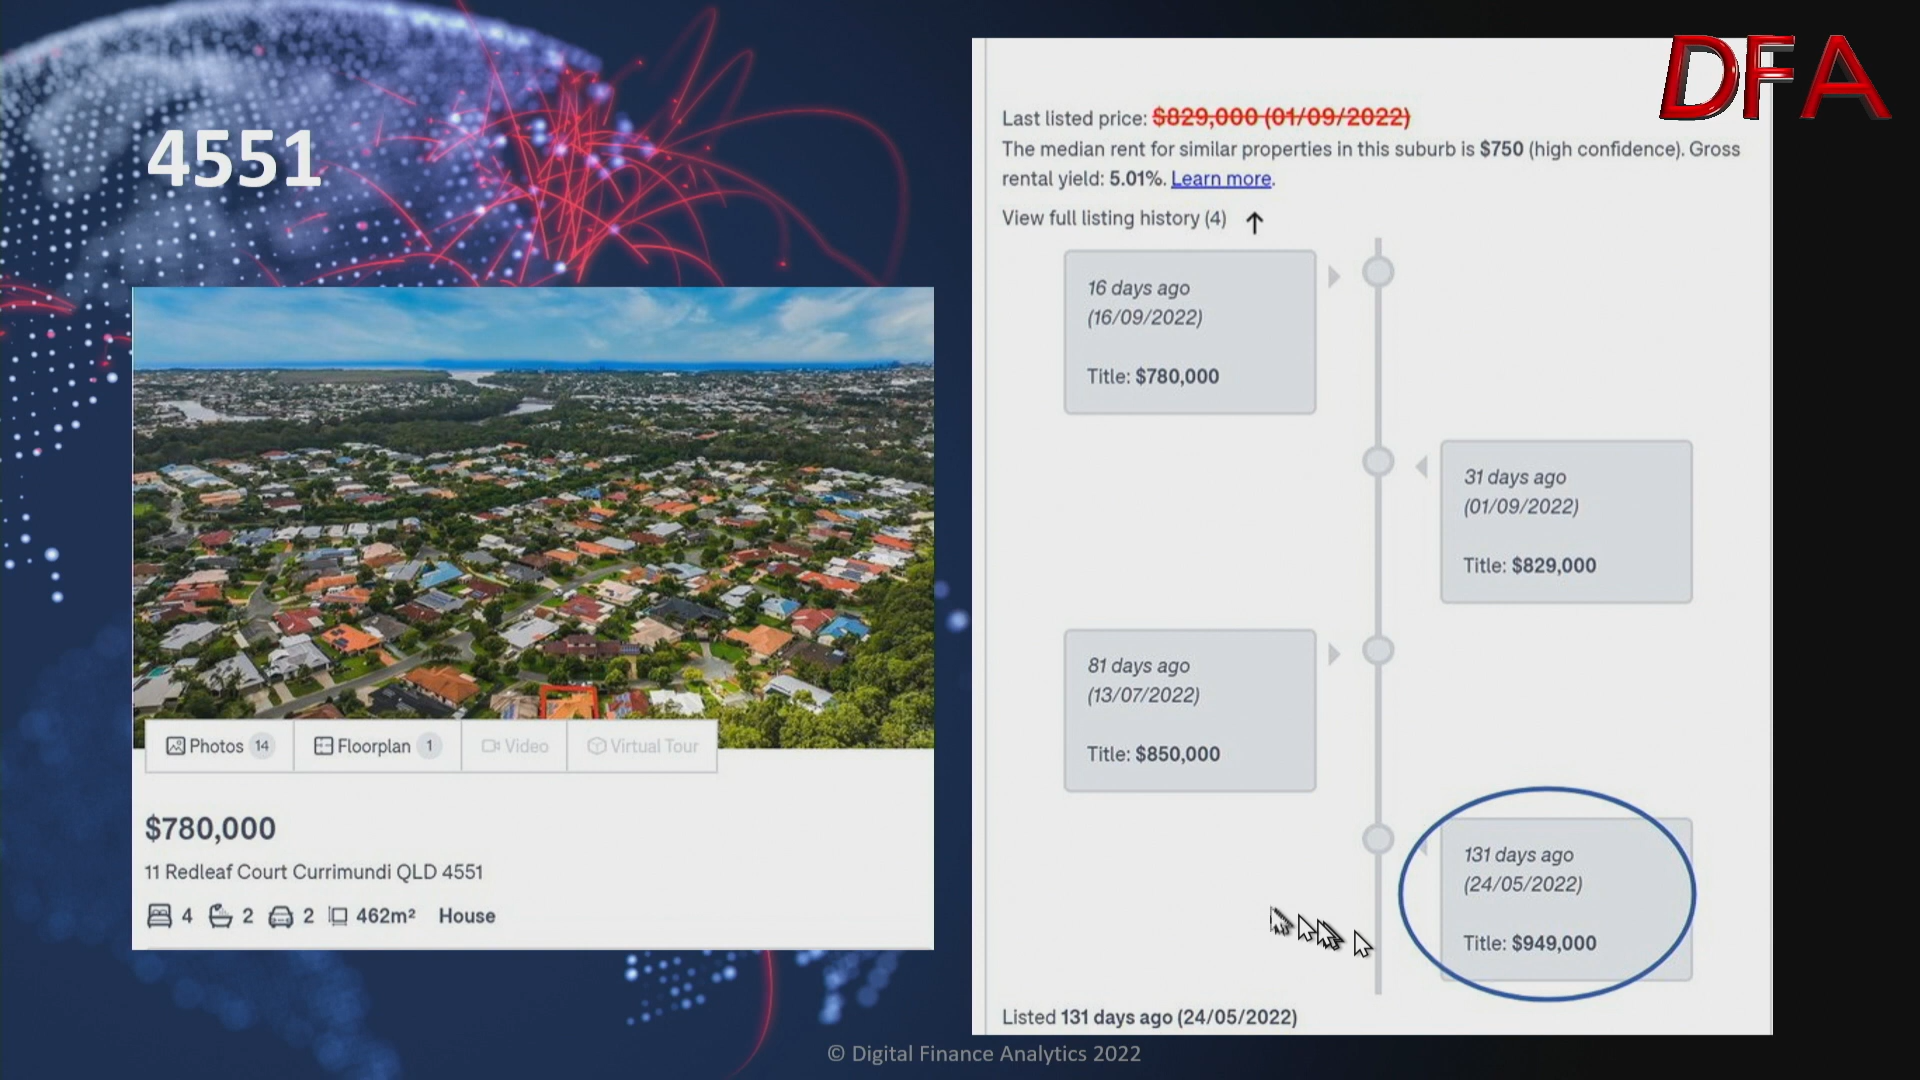 DFA
4551
Photos 14
Floorplan 1
Video
Virtual Tour
$780,000
11 Redleaf Court Currimundi QLD 4551
4 2 2 462m² House
Last listed price: $829,000 (01/09/2022)
The median rent for similar properties in this suburb is $750 (high confidence). Gross
rental yield: 5.01%. Learn more.
View full listing history (4)
16 days ago
(16/09/2022)
Title: $780,000
31 days ago
(01/09/2022)
Title: $829,000
81 days ago
(13/07/2022)
Title: $850,000
131 days ago
(24/05/2022)
Title: $949,000
Listed 131 days ago (24/05/2022)
© Digital Finance Analytics 2022